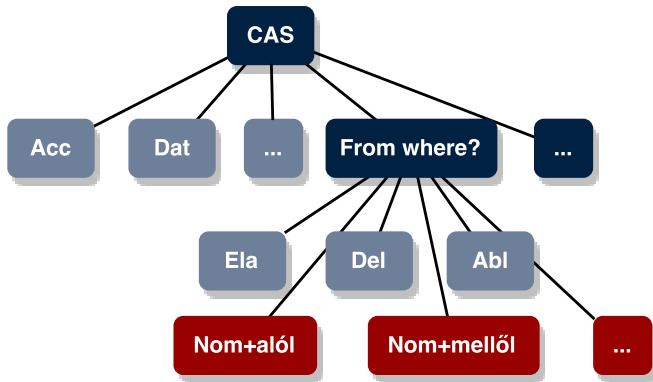 CAS
Acc
Dat
...
From where?
...
Ela
Del
Abl
Nom+alól
Nom+mellől
...